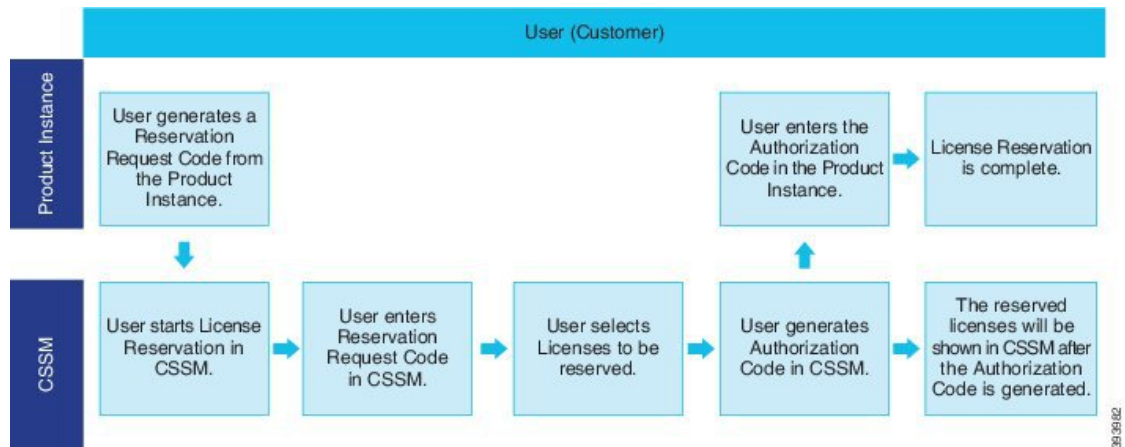 User (Customer)
Product Instance
User generates a
Reservation
Request Code from
the Product
Instance.
User enters the
Authorization
Code in the Product
Instance.
License Reservation
is complete.
CSSM
User starts License
Reservation in
CSSM.
User enters
Reservation
Request Code
in CSSM.
User selects
Licenses to be
reserved.
User generates
Authorization
Code in CSSM.
The reserved
licenses will be
shown in CSSM after
the Authorization
Code is generated.
393982